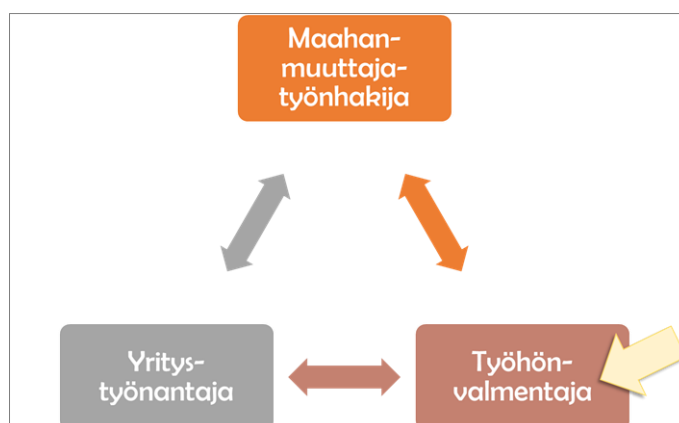 Maahan-
muuttaja-
työnhakija
Yritys-
työnantaja
Työhön-
valmentaja